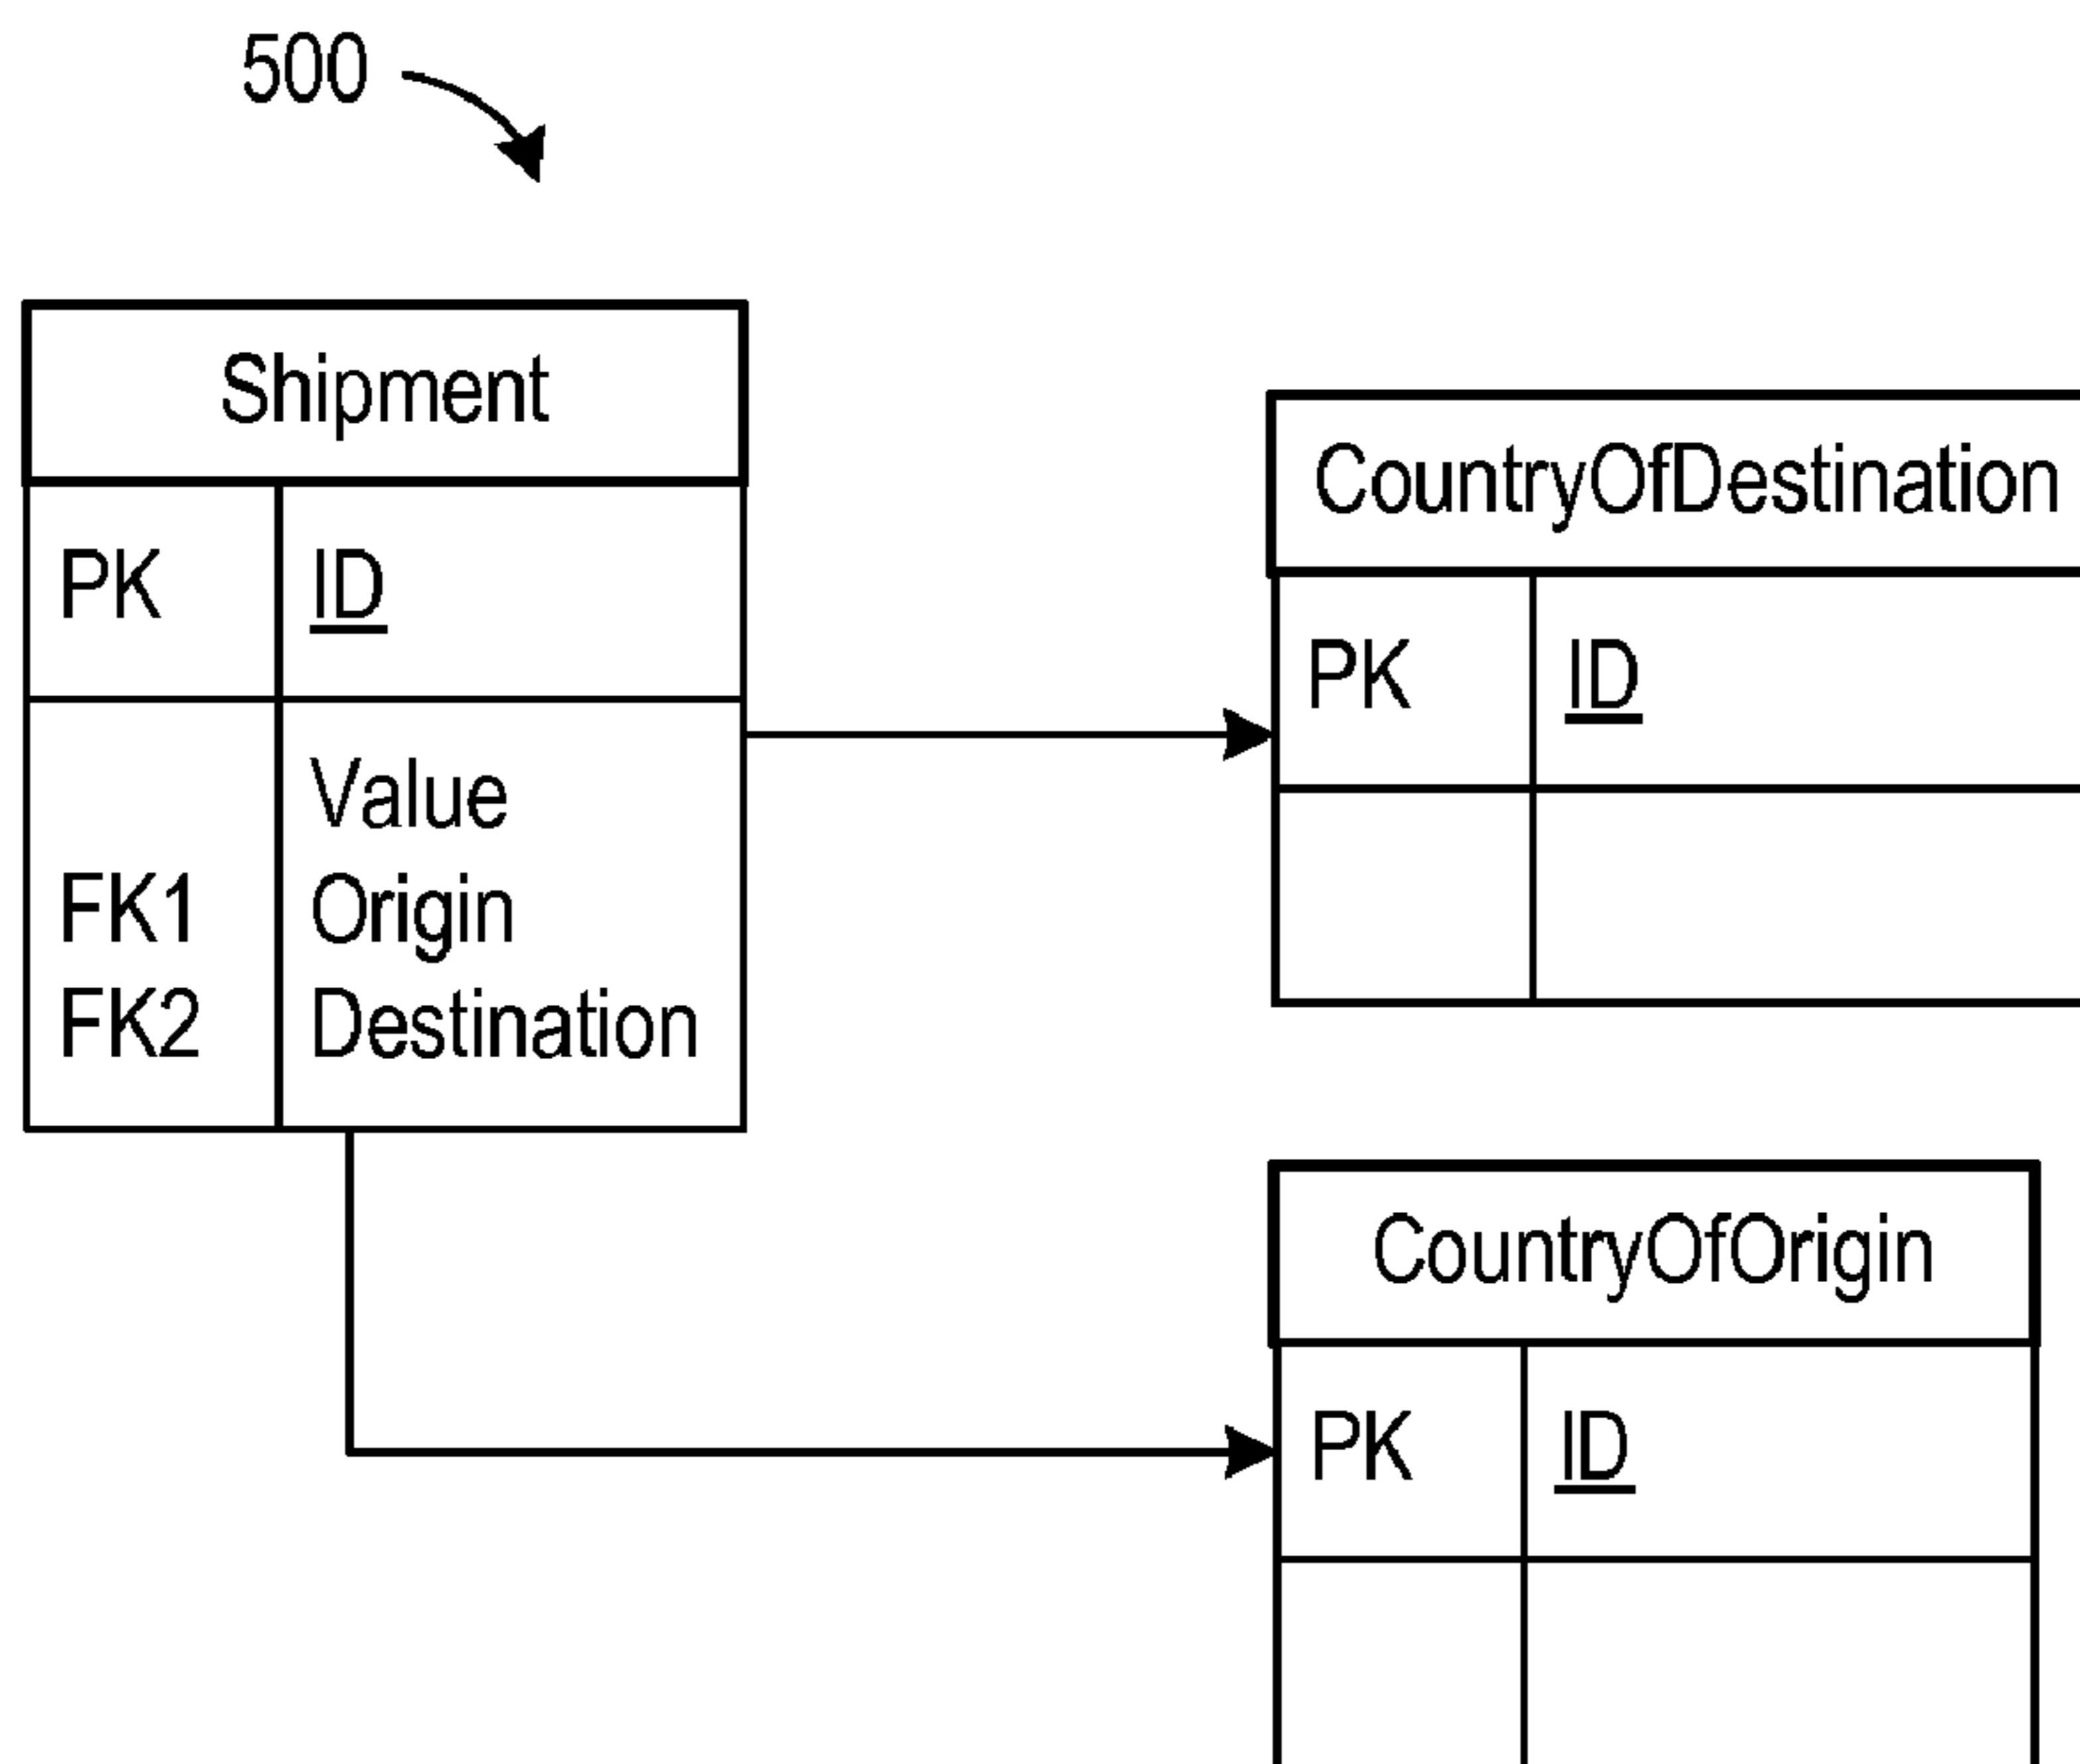 500
Shipment
PK ID
Value
FK1 Origin
FK2 Destination
CountryOfDestination
PK ID
CountryOfOrigin
PK ID